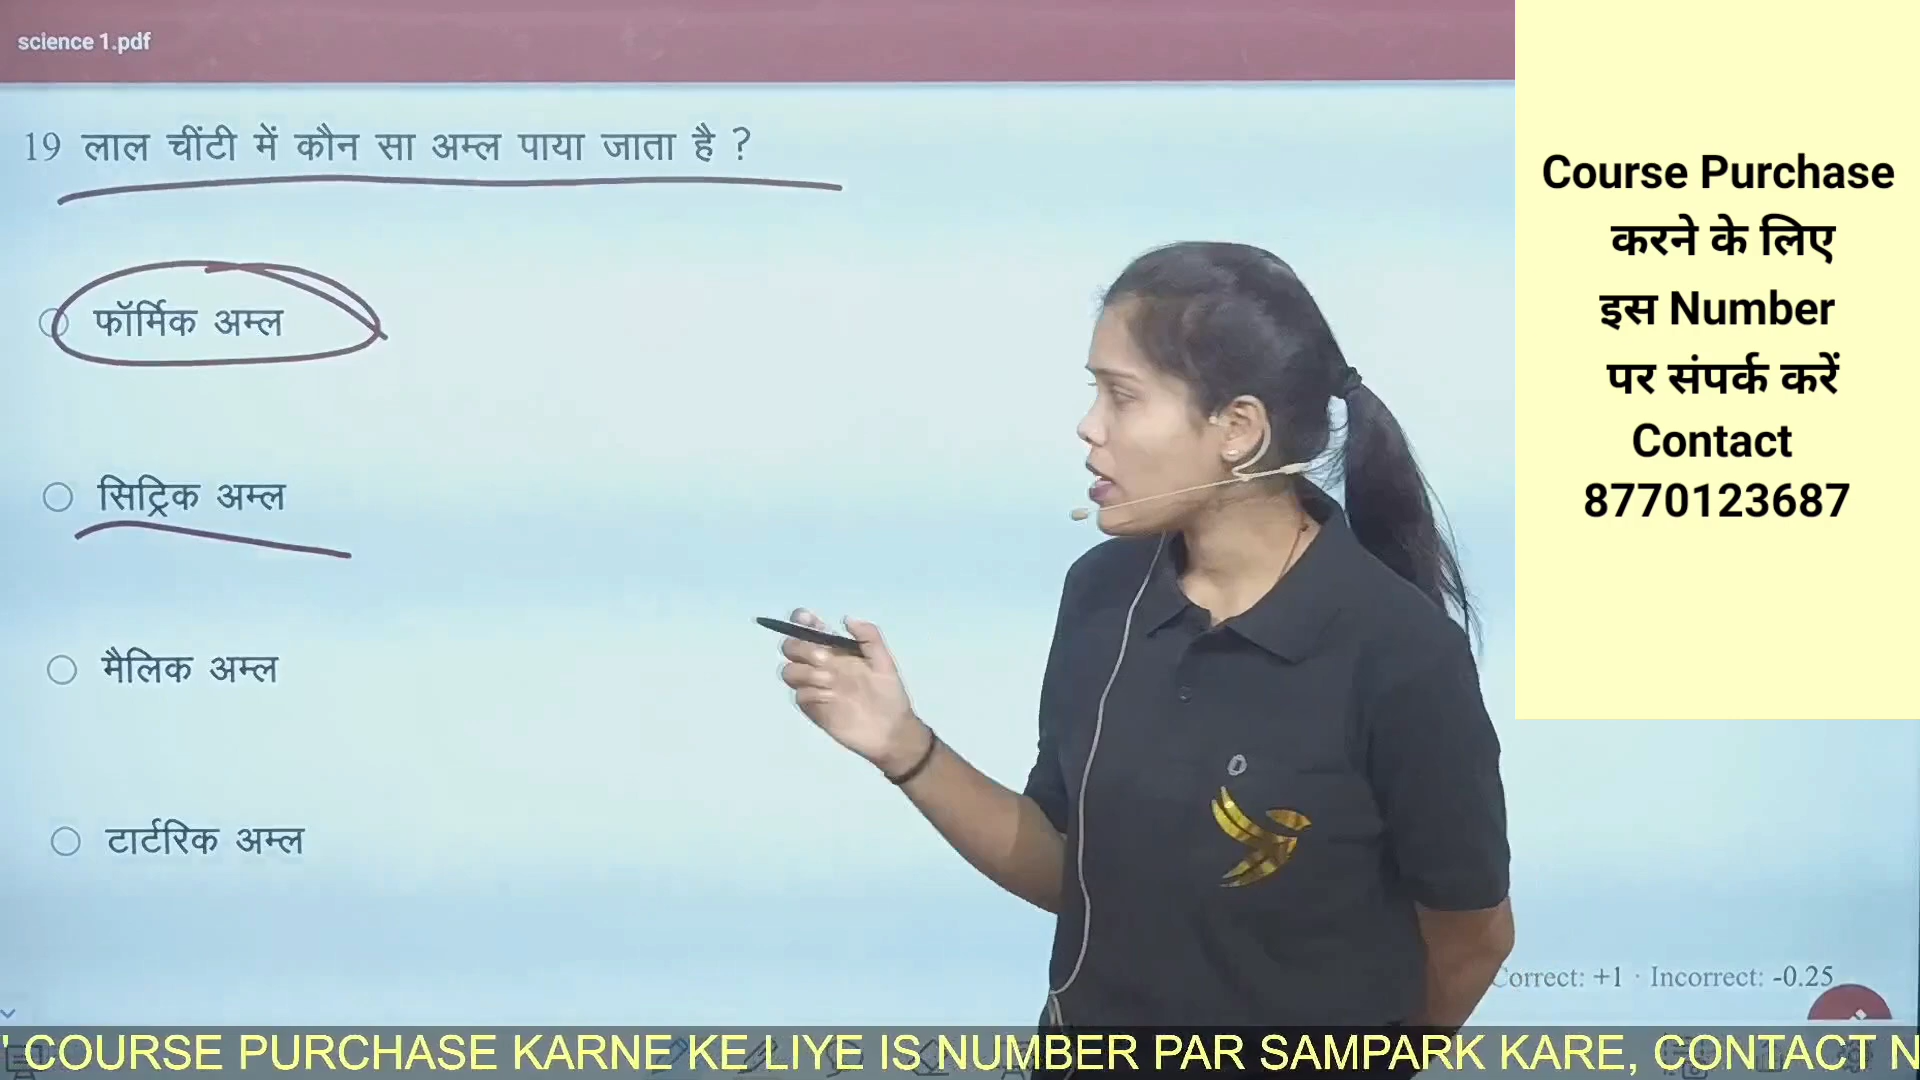 science 1.pdf
19 लाल चींटी में कौन सा अम्ल पाया जाता है ?
फॉर्मिक अम्ल
सिट्रिक अम्ल
मैलिक अम्ल
टार्टरिक अम्ल
Correct: +1 · Incorrect: -0.25
Course Purchase
करने के लिए
इस Number
पर संपर्क करें
Contact
8770123687
' COURSE PURCHASE KARNE KE LIYE IS NUMBER PAR SAMPARK KARE, CONTACT N